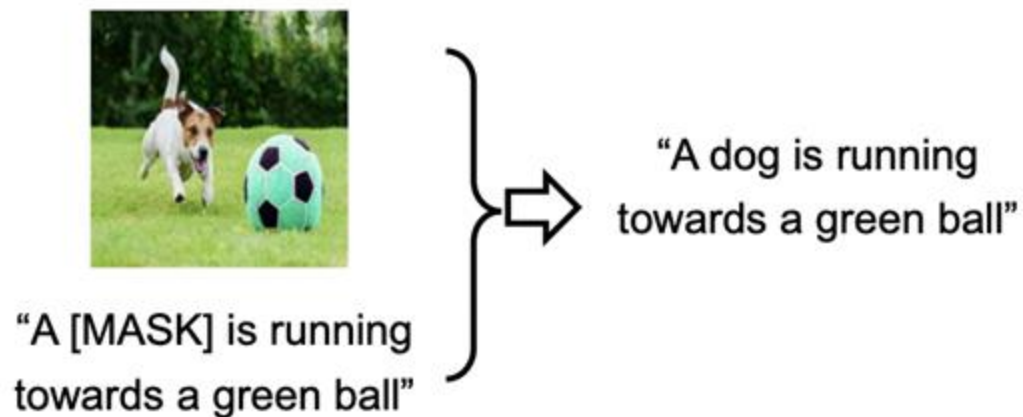 “A [MASK] is running
towards a green ball”
“A dog is running
towards a green ball”